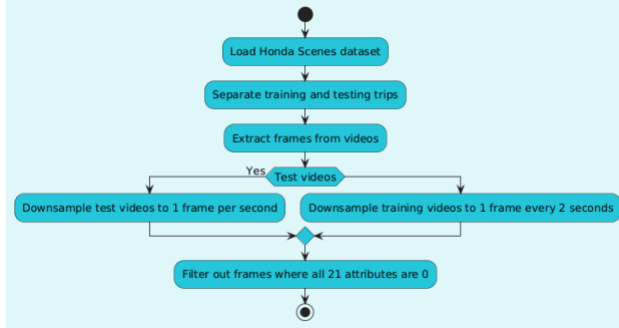 Load Honda Scenes dataset
Separate training and testing trips
Extract frames from videos
Yes
Test videos
Downsample test videos to 1 frame per second
Downsample training videos to 1 frame every 2 seconds
Filter out frames where all 21 attributes are 0